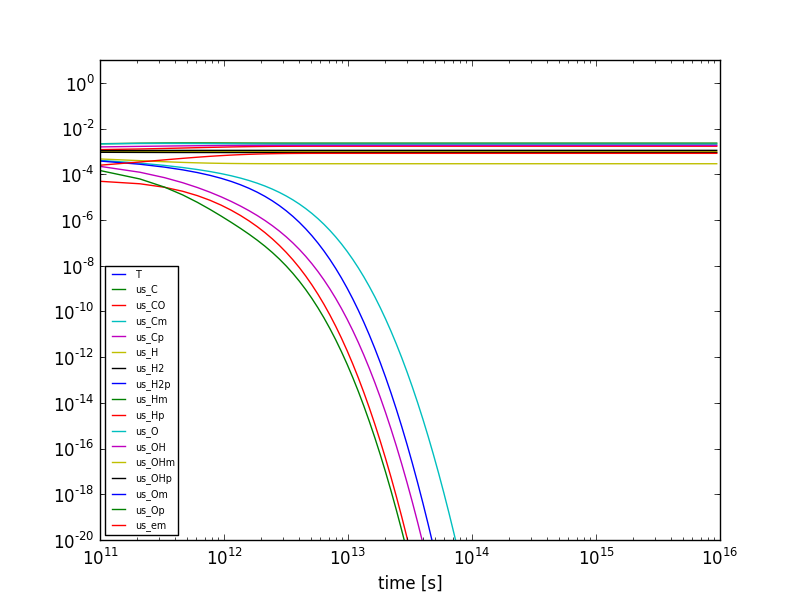 10^0
10^-2
10^-4
10^-6
10^-8
10^-10
10^-12
10^-14
10^-16
10^-18
10^-20
T
us_C
us_CO
us_Cm
us_Cp
us_H
us_H2
us_H2p
us_Hm
us_Hp
us_O
us_OH
us_OHm
us_OHp
us_Om
us_Op
us_em
10^11 10^12 10^13 10^14 10^15 10^16
time [s]